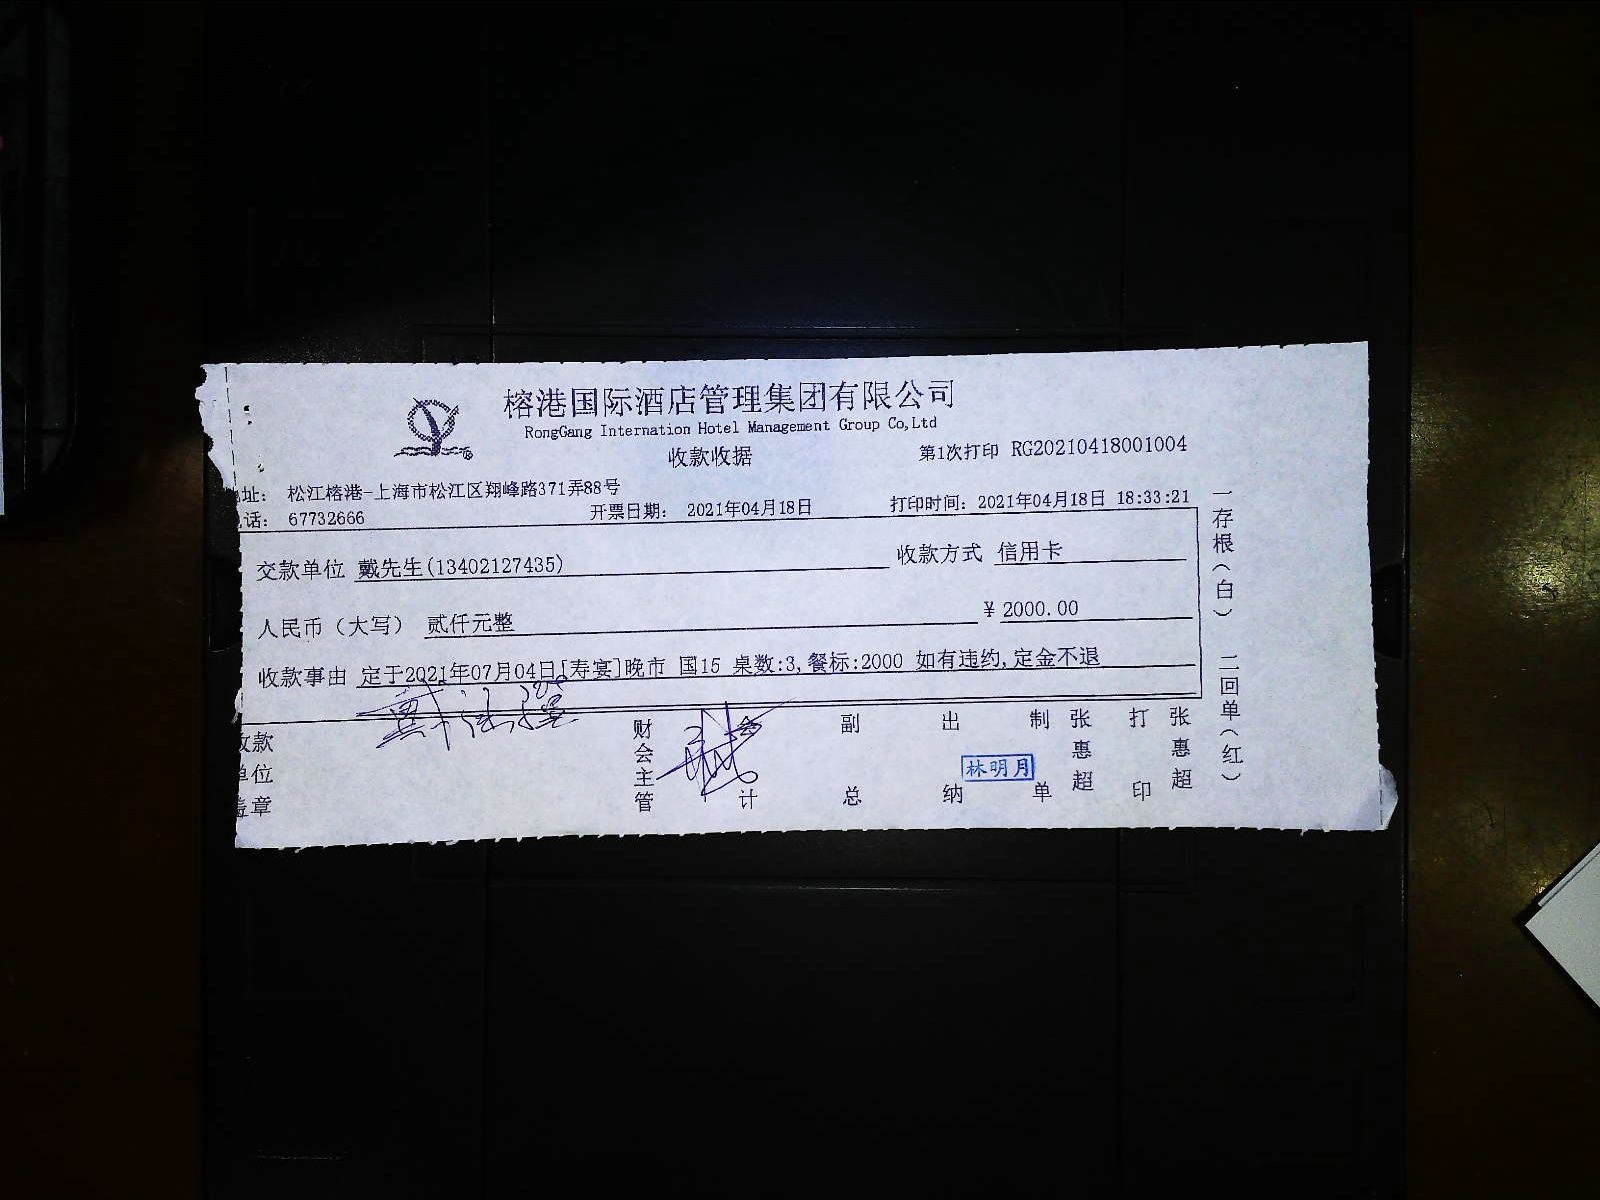 榕港国际酒店管理集团有限公司
RongGang Internation Hotel Management Group Co,Ltd
收款收据
第1次打印 RG20210418001004
址： 松江榕港-上海市松江区翔峰路371弄88号
话： 67732666
开票日期： 2021年04月18日
打印时间：2021年04月18日 18:33:21
交款单位 戴先生(13402127435)
收款方式 信用卡
人民币（大写） 贰仟元整
￥2000.00
收款事由 定于2021年07月04日[寿宴]晚市 国15 桌数:3,餐标:2000 如有违约,定金不退
收款单位盖章
财会主管
会计
副总
出纳
林明月
制单
张惠超
打印
张惠超
一存根（白） 二回单（红）